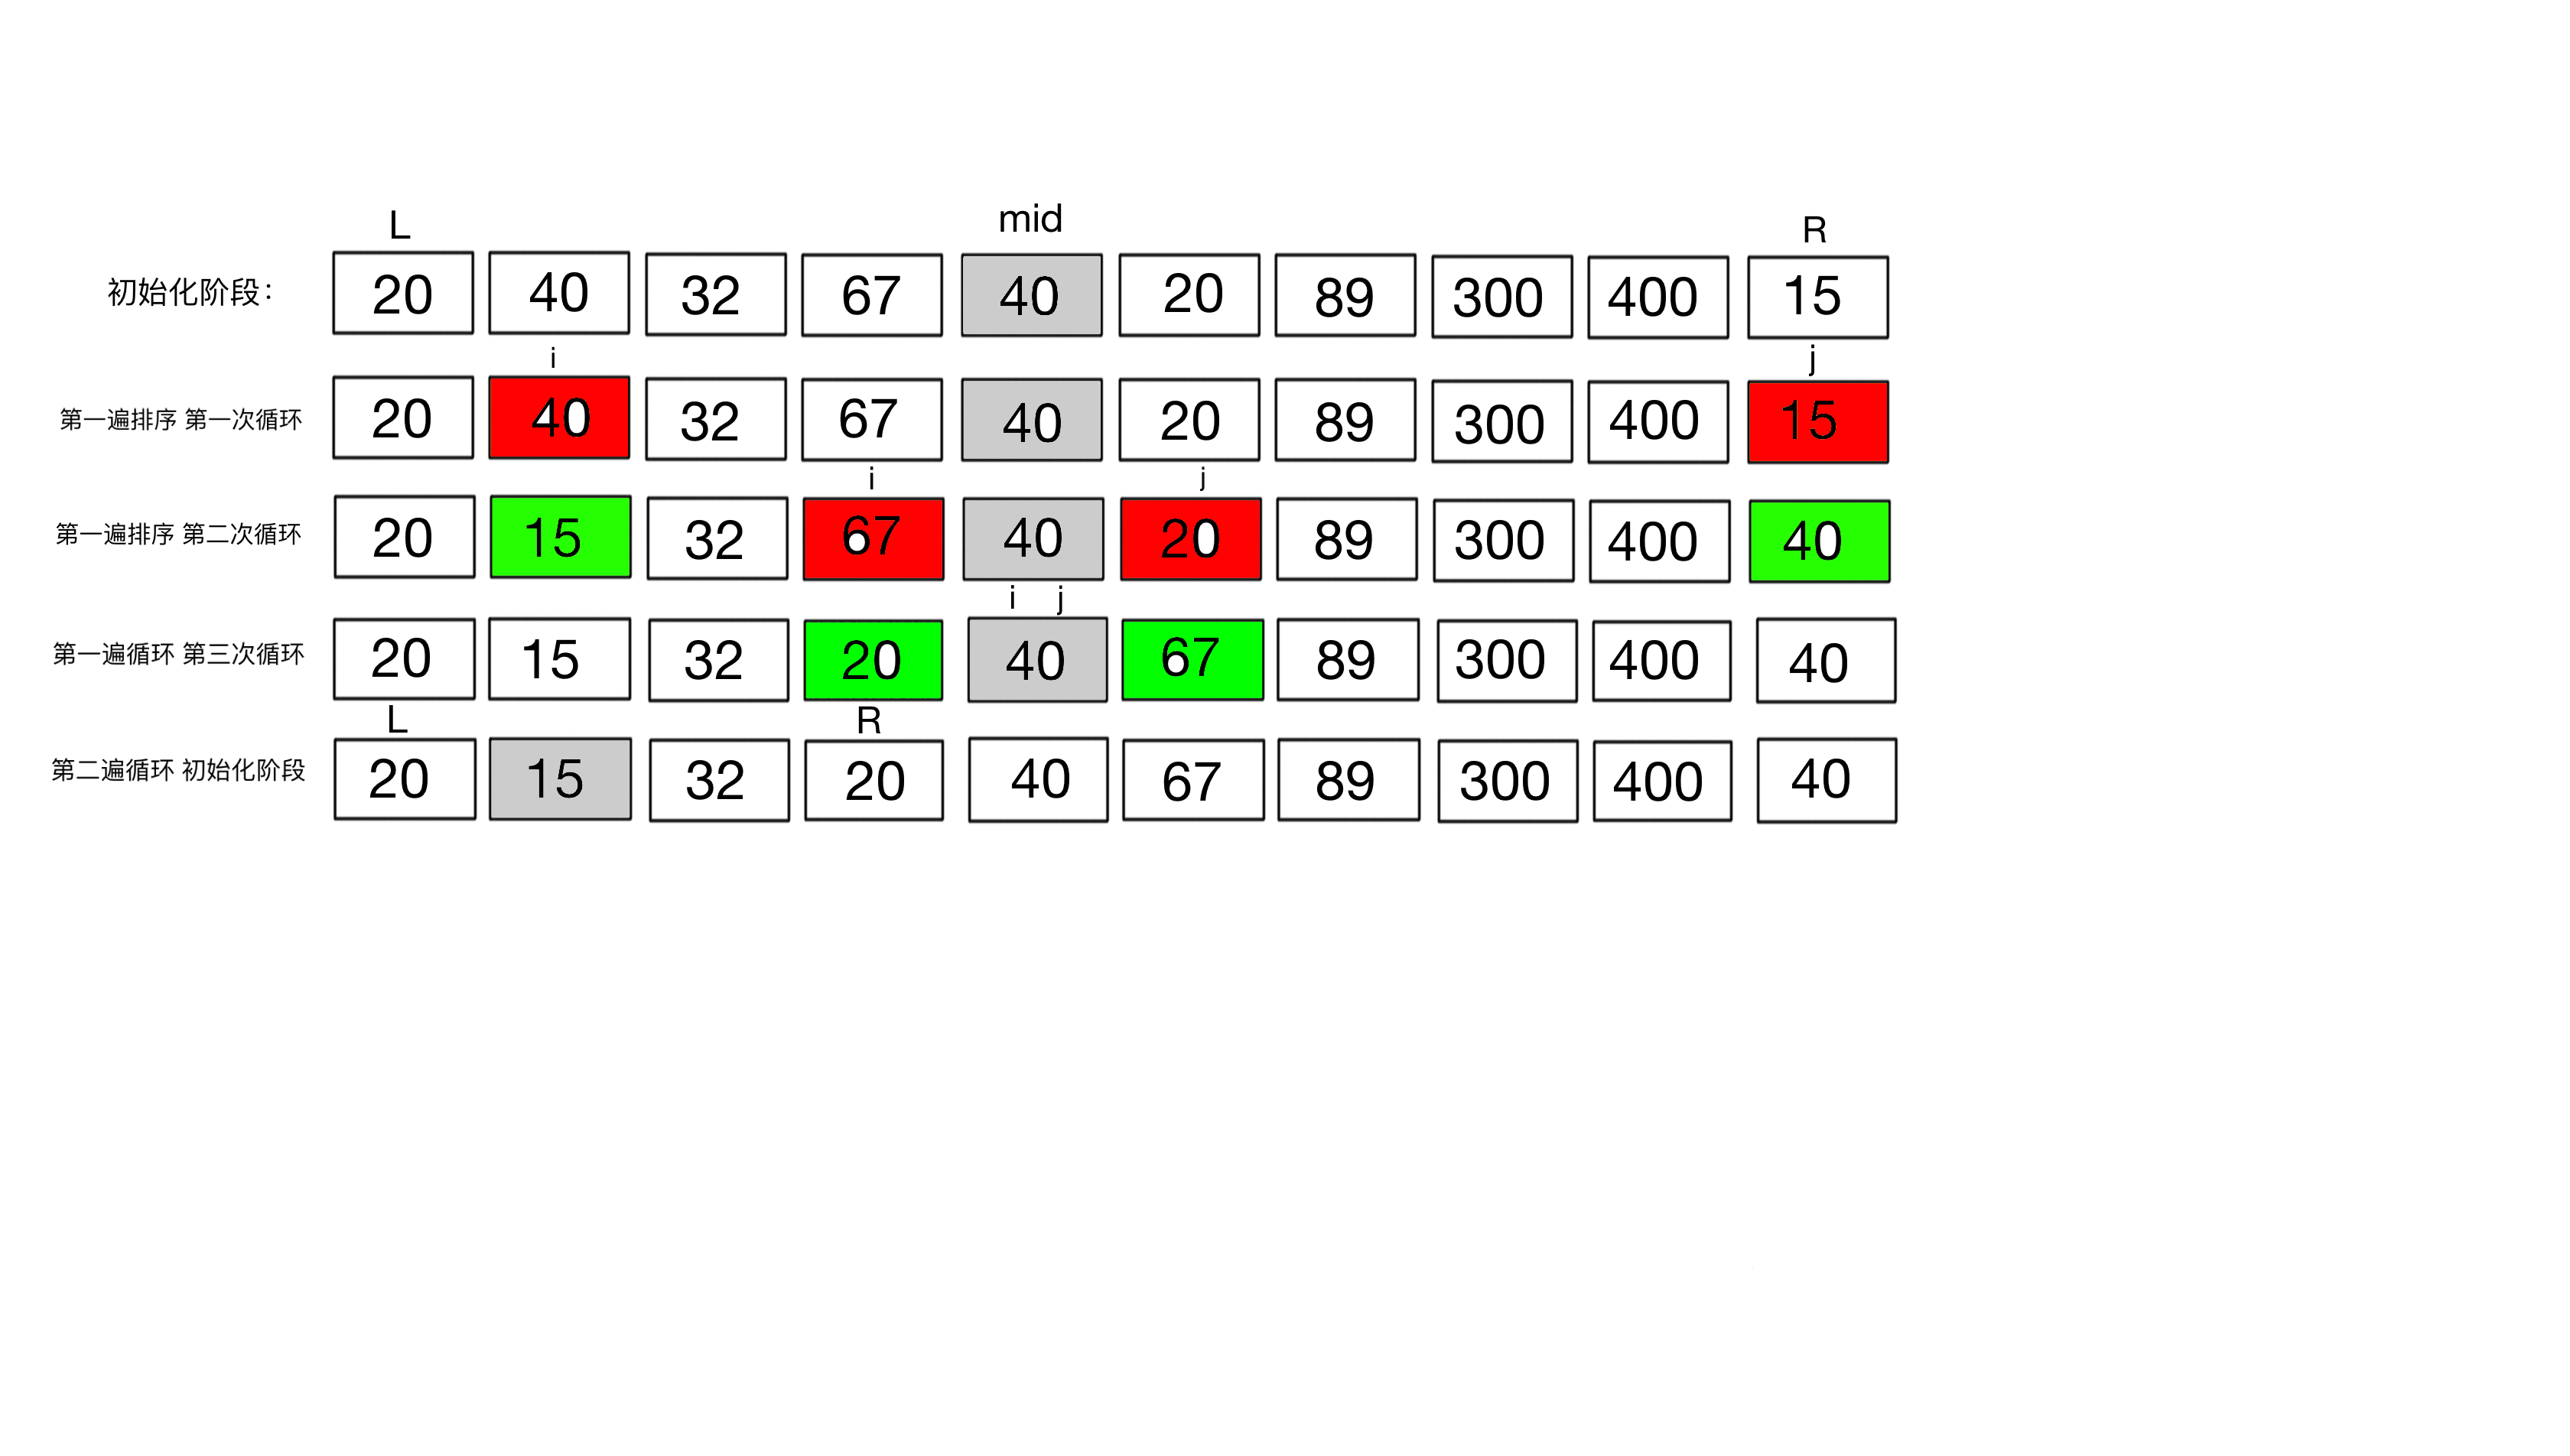 L mid R
初始化阶段： 20 40 32 67 40 20 89 300 400 15
i j
第一遍排序 第一次循环 20 40 32 67 40 20 89 300 400 15
i j
第一遍排序 第二次循环 20 15 32 67 40 20 89 300 400 40
i j
第一遍循环 第三次循环 20 15 32 20 40 67 89 300 400 40
L R
第二遍循环 初始化阶段 20 15 32 20 40 67 89 300 400 40